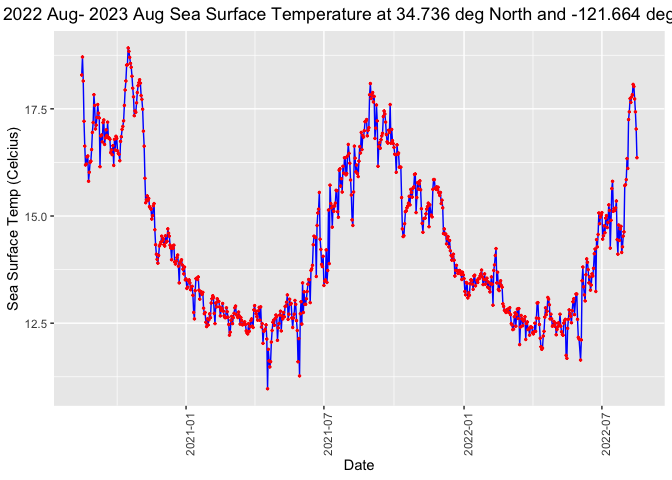 2022 Aug- 2023 Aug Sea Surface Temperature at 34.736 deg North and -121.664 deg
Sea Surface Temp (Celcius)
17.5
15.0
12.5
2021-01
2021-07
2022-01
2022-07
Date